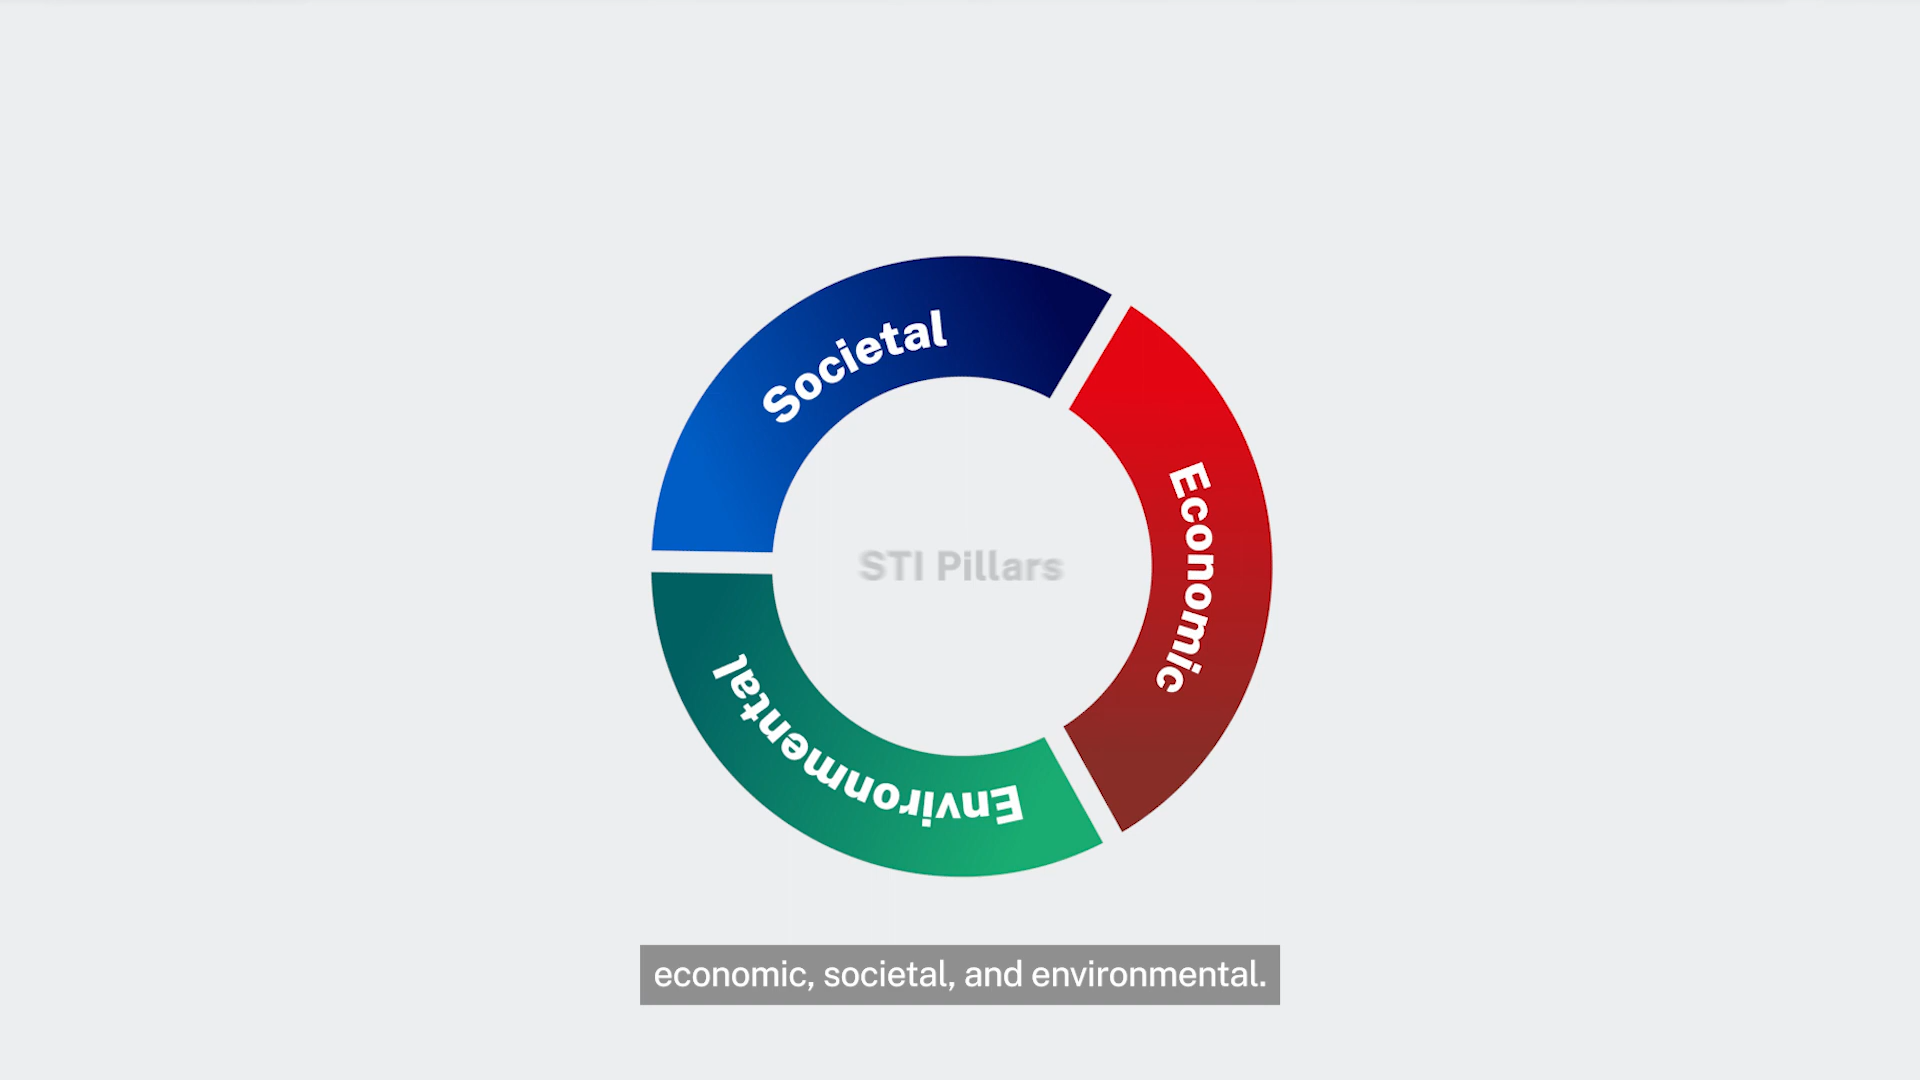 Societal
Economic
STI Pillars
Environmental
economic, societal, and environmental.